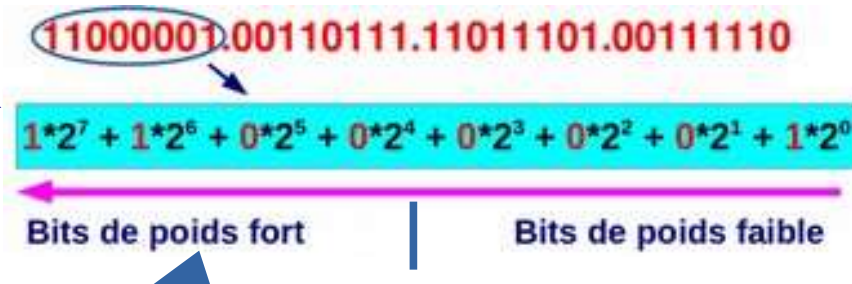 11000001.00110111.11011101.00111110
1*2⁷ + 1*2⁶ + 0*2⁵ + 0*2⁴ + 0*2³ + 0*2² + 0*2¹ + 1*2⁰
Bits de poids fort Bits de poids faible